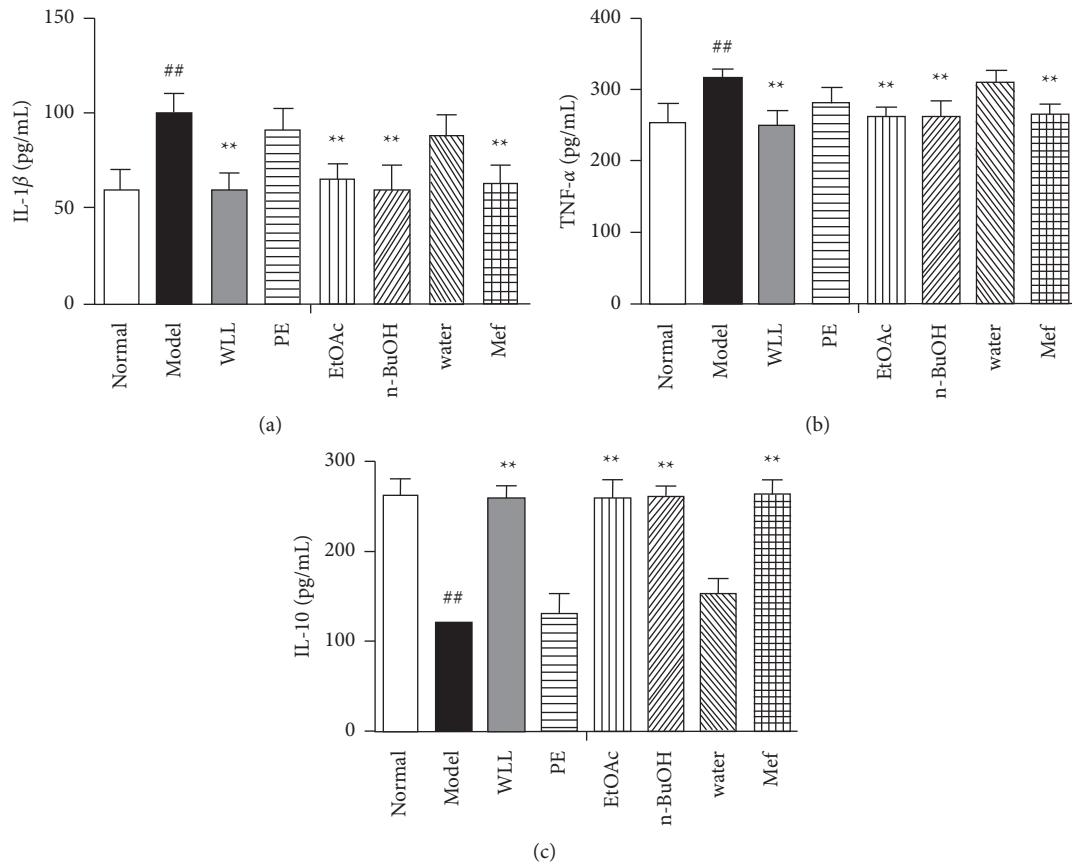 150
100
50
0
IL-1β (pg/mL)
##
**
**
**
**
Normal
Model
WLL
PE
EtOAc
n-BuOH
water
Mef
(a)
400
300
200
300
0
TNF-α (pg/mL)
##
**
**
**
**
Normal
Model
WLL
PE
EtOAc
n-BuOH
water
Mef
(b)
300
200
100
0
IL-10 (pg/mL)
##
**
**
**
**
Normal
Model
WLL
PE
EtOAc
n-BuOH
water
Mef
(c)